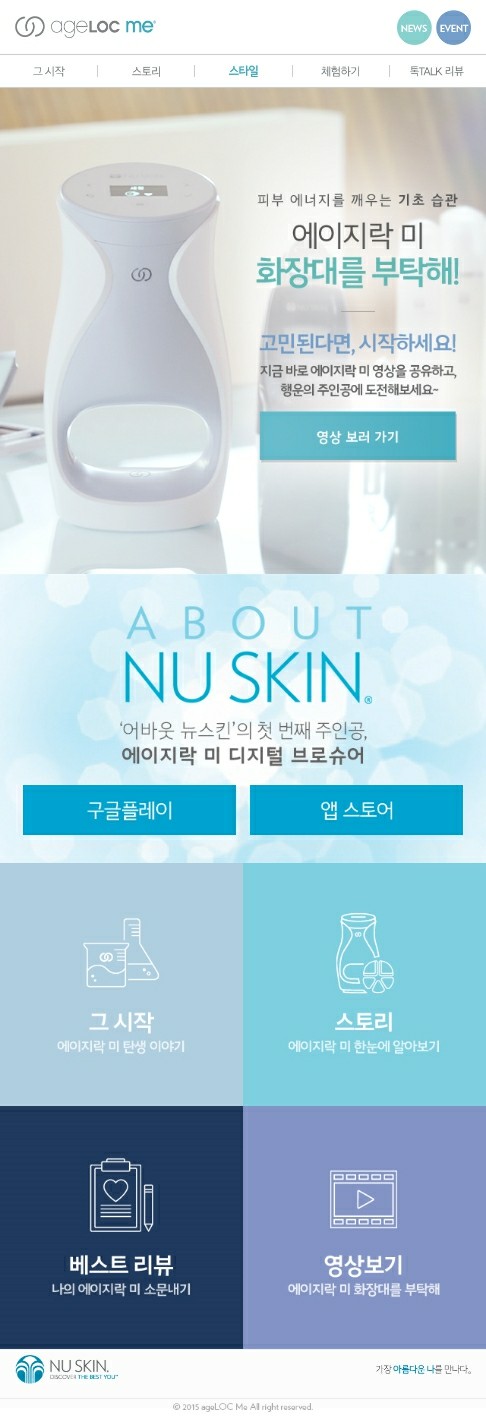 ageLOC me
NEWS
EVENT
그 시작
스토리
스타일
체험하기
톡TALK 리뷰
피부 에너지를 깨우는 기초 습관
에이지락 미
화장대를 부탁해!
고민된다면, 시작하세요!
지금 바로 에이지락 미 영상을 공유하고,
행운의 주인공에 도전해보세요~
영상 보러 가기
ABOUT
NU SKIN®
'어바웃 뉴스킨'의 첫 번째 주인공,
에이지락 미 디지털 브로슈어
구글플레이
앱 스토어
그 시작
에이지락 미 탄생 이야기
스토리
에이지락 미 한눈에 알아보기
베스트 리뷰
나의 에이지락 미 소문내기
영상보기
에이지락 미 화장대를 부탁해
NU SKIN.
DISCOVER THE BEST YOU™
가장 아름다운 나를 만나다.
© 2015 ageLOC Me All right reserved.